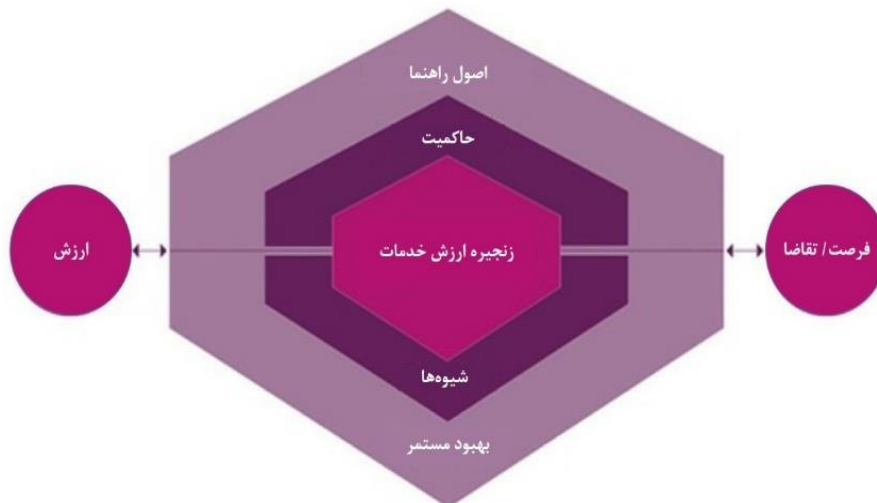 اصول راهنما
حاکمیت
فرصت/ تقاضا
زنجیره ارزش خدمات
ارزش
شیوه‌ها
بهبود مستمر